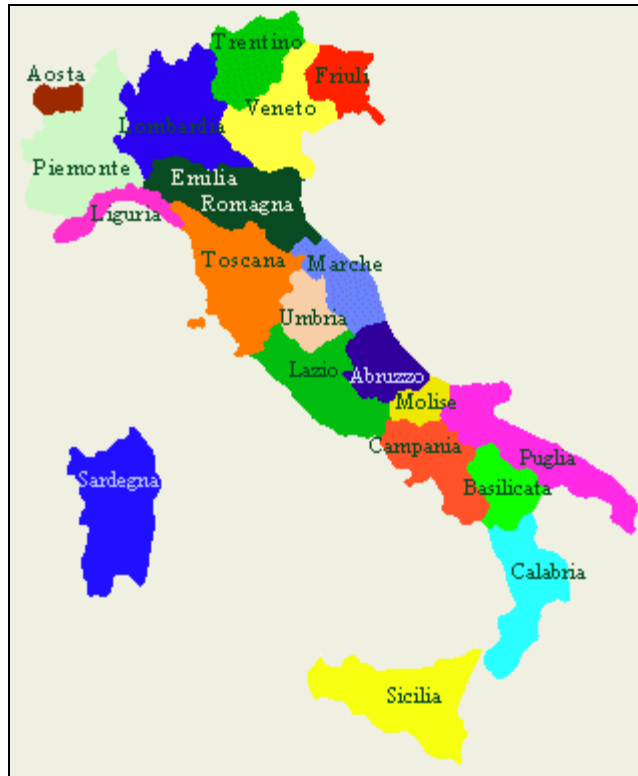 Trentino
Aosta
Friuli
Veneto
Lombardia
Piemonte
Emilia
Romagna
Liguria
Toscana
Marche
Umbria
Lazio
Abruzzo
Molise
Campania
Puglia
Sardegna
Basilicata
Calabria
Sicilia